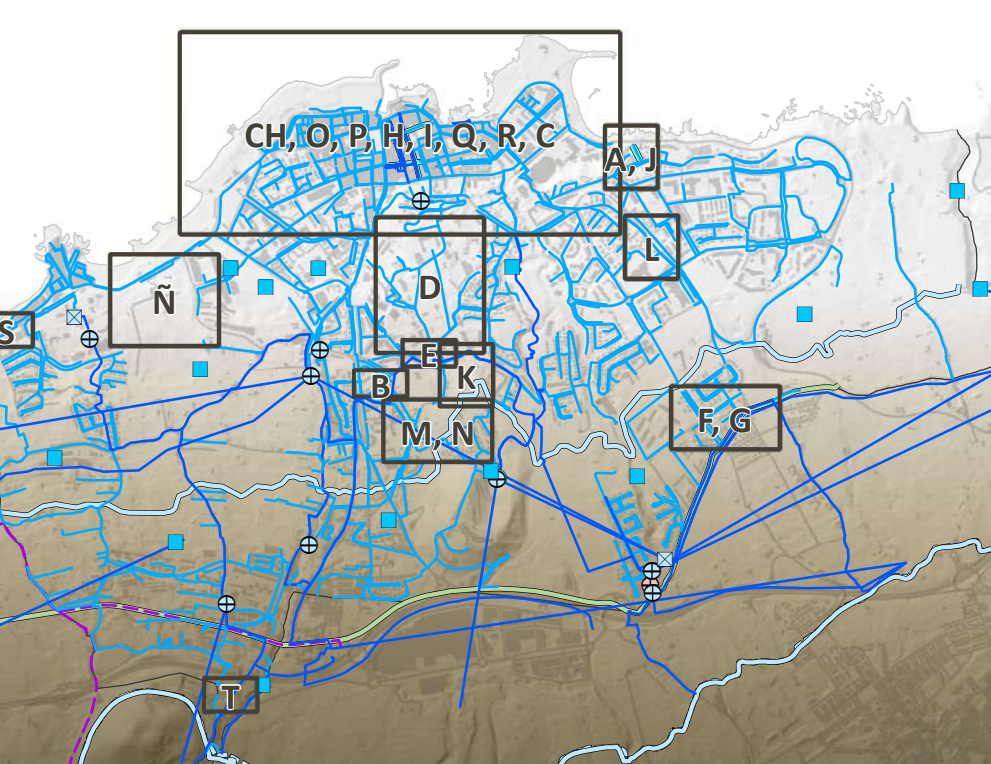 CH, O, P, H, I, Q, R, C
A, J
L
Ñ
D
S
E
B
K
F, G
M, N
T